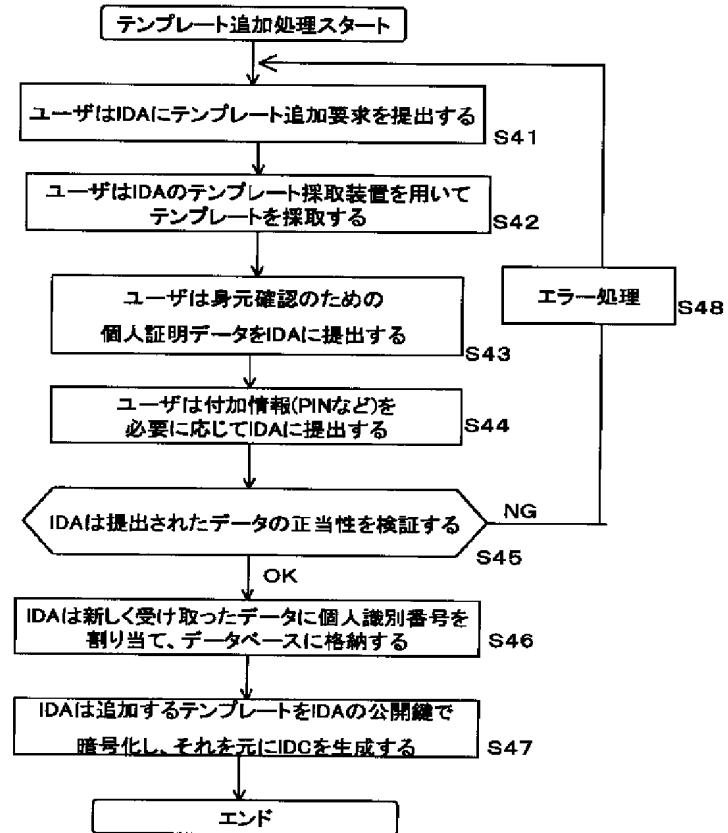 テンプレート追加処理スタート
ユーザはIDAにテンプレート追加要求を提出する
S41
ユーザはIDAのテンプレート採取装置を用いて
テンプレートを採取する
S42
ユーザは身元確認のための
個人証明データをIDAに提出する
S43
エラー処理
S48
ユーザは付加情報(PINなど)を
必要に応じてIDAに提出する
S44
IDAは提出されたデータの正当性を検証する
NG
S45
OK
IDAは新しく受け取ったデータに個人識別番号を
割り当て、データベースに格納する
S46
IDAは追加するテンプレートをIDAの公開鍵で
暗号化し、それを元にIDCを生成する
S47
エンド